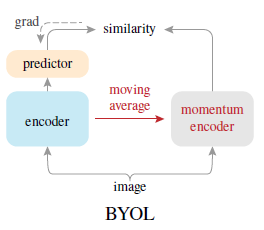 grad
similarity
predictor
moving
average
encoder
momentum
encoder
image
BYOL